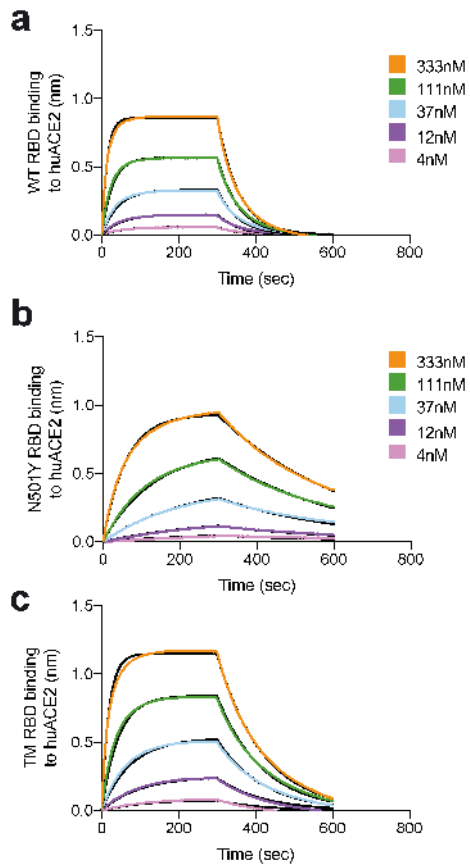 a
WT RBD binding
to huACE2 (nm)
1.5
1.0
0.5
0.0
0
200
400
600
800
Time (sec)
333nM
111nM
37nM
12nM
4nM
b
N501Y RBD binding
to huACE2 (nm)
1.5
1.0
0.5
0.0
0
200
400
600
800
Time (sec)
333nM
111nM
37nM
12nM
4nM
c
TM RBD binding
to huACE2 (nm)
1.5
1.0
0.5
0.0
0
200
400
600
800
Time (sec)